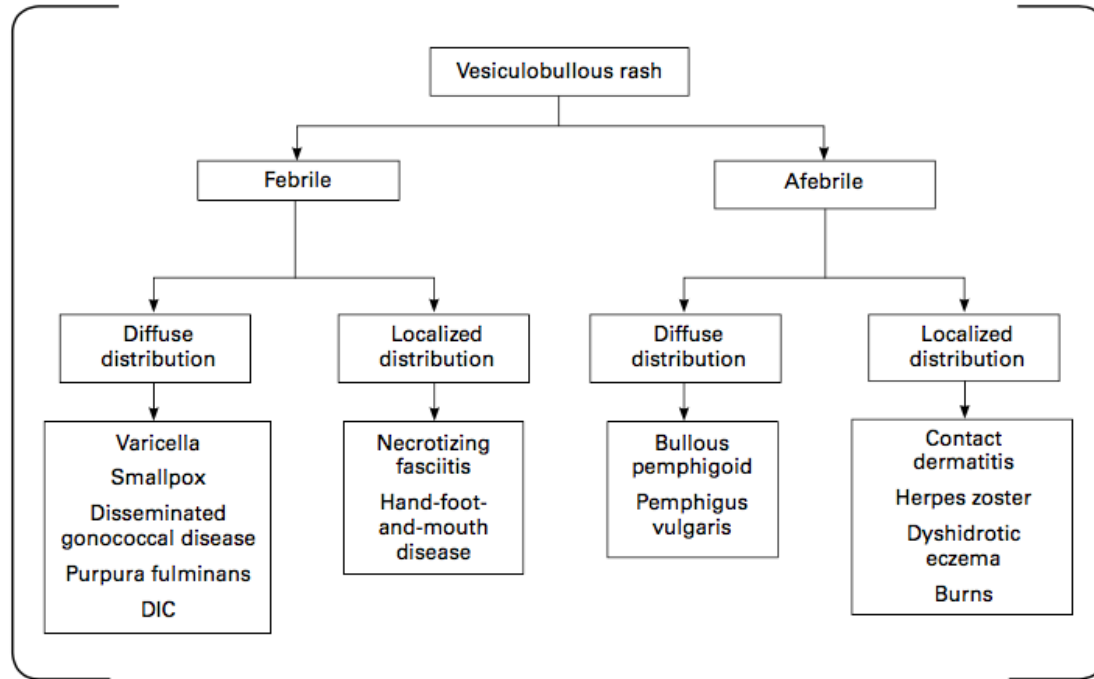 Vesiculobullous rash
Febrile
Afebrile
Diffuse
distribution
Localized
distribution
Diffuse
distribution
Localized
distribution
Varicella
Smallpox
Disseminated
gonococcal disease
Purpura fulminans
DIC
Necrotizing
fasciitis
Hand-foot-
and-mouth
disease
Bullous
pemphigoid
Pemphigus
vulgaris
Contact
dermatitis
Herpes zoster
Dyshidrotic
eczema
Burns